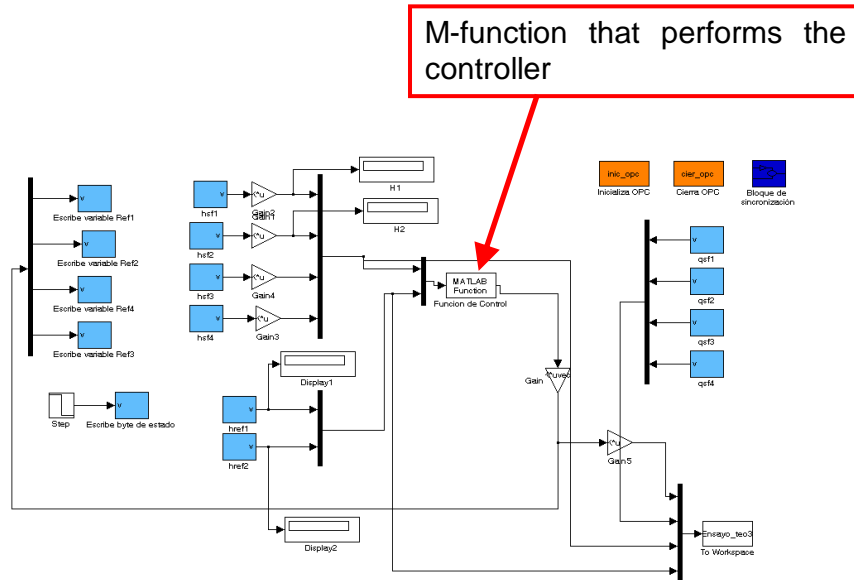 M-function that performs the
controller
v
Escribe variable Ref1
v
Escribe variable Ref2
v
Escribe variable Ref4
v
Escribe variable Ref3
Step
v
Escribe byte de estado
v
hsf1
K*u
Gain2
H1
v
hsf2
K*u
Gain1
H2
v
hsf3
K*u
Gain4
v
hsf4
K*u
Gain3
Display1
v
href1
v
href2
Display2
MATLAB
Function
Funcion de Control
Gain
K*uvec
K*u
Gain5
inic_opc
Inicializa OPC
cier_opc
Cierra OPC
Bloque de
sincronización
v
qsf1
v
qsf2
v
qsf3
v
qsf4
Ensayo_teo3
To Workspace